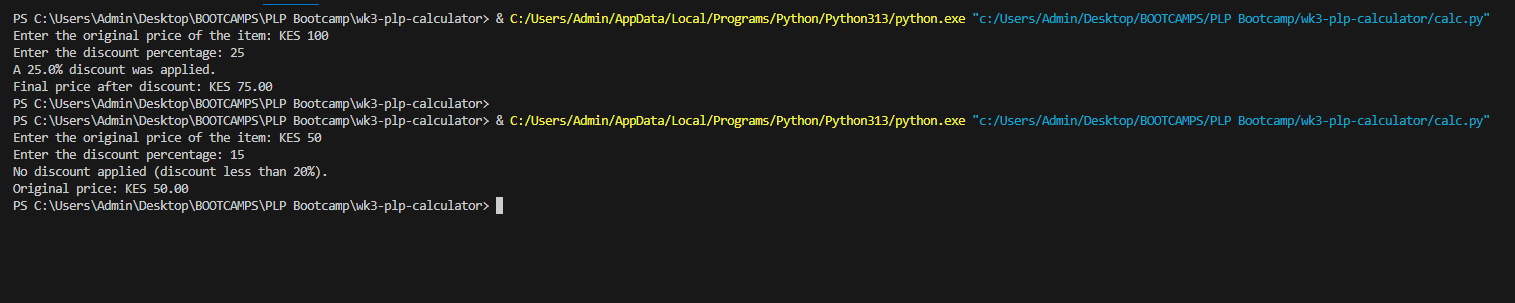 PS C:\Users\Admin\Desktop\BOOTCAMPS\PLP Bootcamp\wk3-plp-calculator> & C:/Users/Admin/AppData/Local/Programs/Python/Python313/python.exe "c:/Users/Admin/Desktop/BOOTCAMPS/PLP Bootcamp/wk3-plp-calculator/calc.py"
Enter the original price of the item: KES 100
Enter the discount percentage: 25
A 25.0% discount was applied.
Final price after discount: KES 75.00
PS C:\Users\Admin\Desktop\BOOTCAMPS\PLP Bootcamp\wk3-plp-calculator>
PS C:\Users\Admin\Desktop\BOOTCAMPS\PLP Bootcamp\wk3-plp-calculator> & C:/Users/Admin/AppData/Local/Programs/Python/Python313/python.exe "c:/Users/Admin/Desktop/BOOTCAMPS/PLP Bootcamp/wk3-plp-calculator/calc.py"
Enter the original price of the item: KES 50
Enter the discount percentage: 15
No discount applied (discount less than 20%).
Original price: KES 50.00
PS C:\Users\Admin\Desktop\BOOTCAMPS\PLP Bootcamp\wk3-plp-calculator>